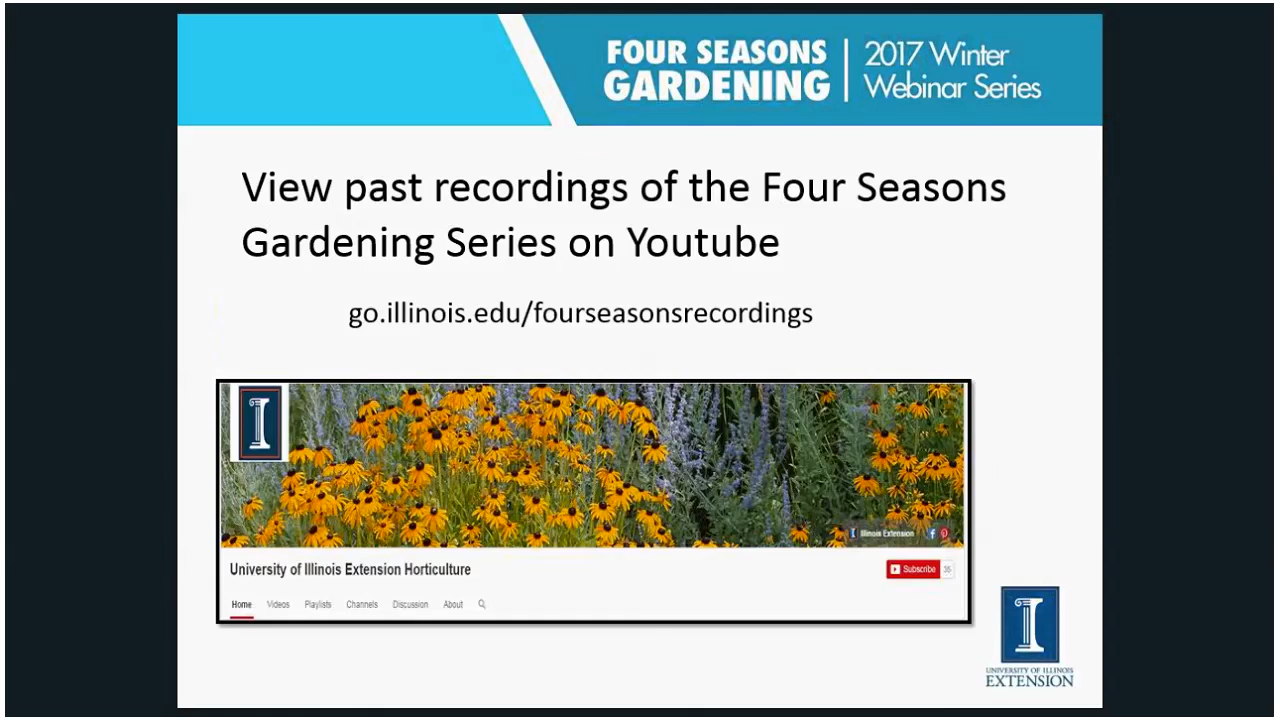 FOUR SEASONS
GARDENING
2017 Winter
Webinar Series
View past recordings of the Four Seasons
Gardening Series on Youtube
go.illinois.edu/fourseasonsrecordings
I
I Illinois Extension
University of Illinois Extension Horticulture
Subscribe
Home Videos Playlists Channels Discussion About
I
UNIVERSITY OF ILLINOIS
EXTENSION